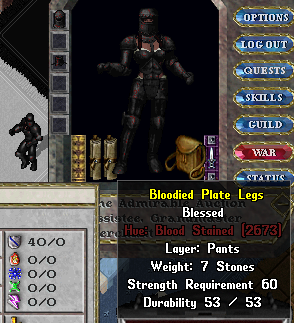 OPTIONS
LOG OUT
QUESTS
SKILLS
GUILD
WAR
STATUS
Bloodied Plate Legs
Blessed
Hue: Blood Stained [2673]
Layer: Pants
Weight: 7 Stones
Strength Requirement 60
Durability 53 / 53
40/0
0/0
0/0
0/0
0/0